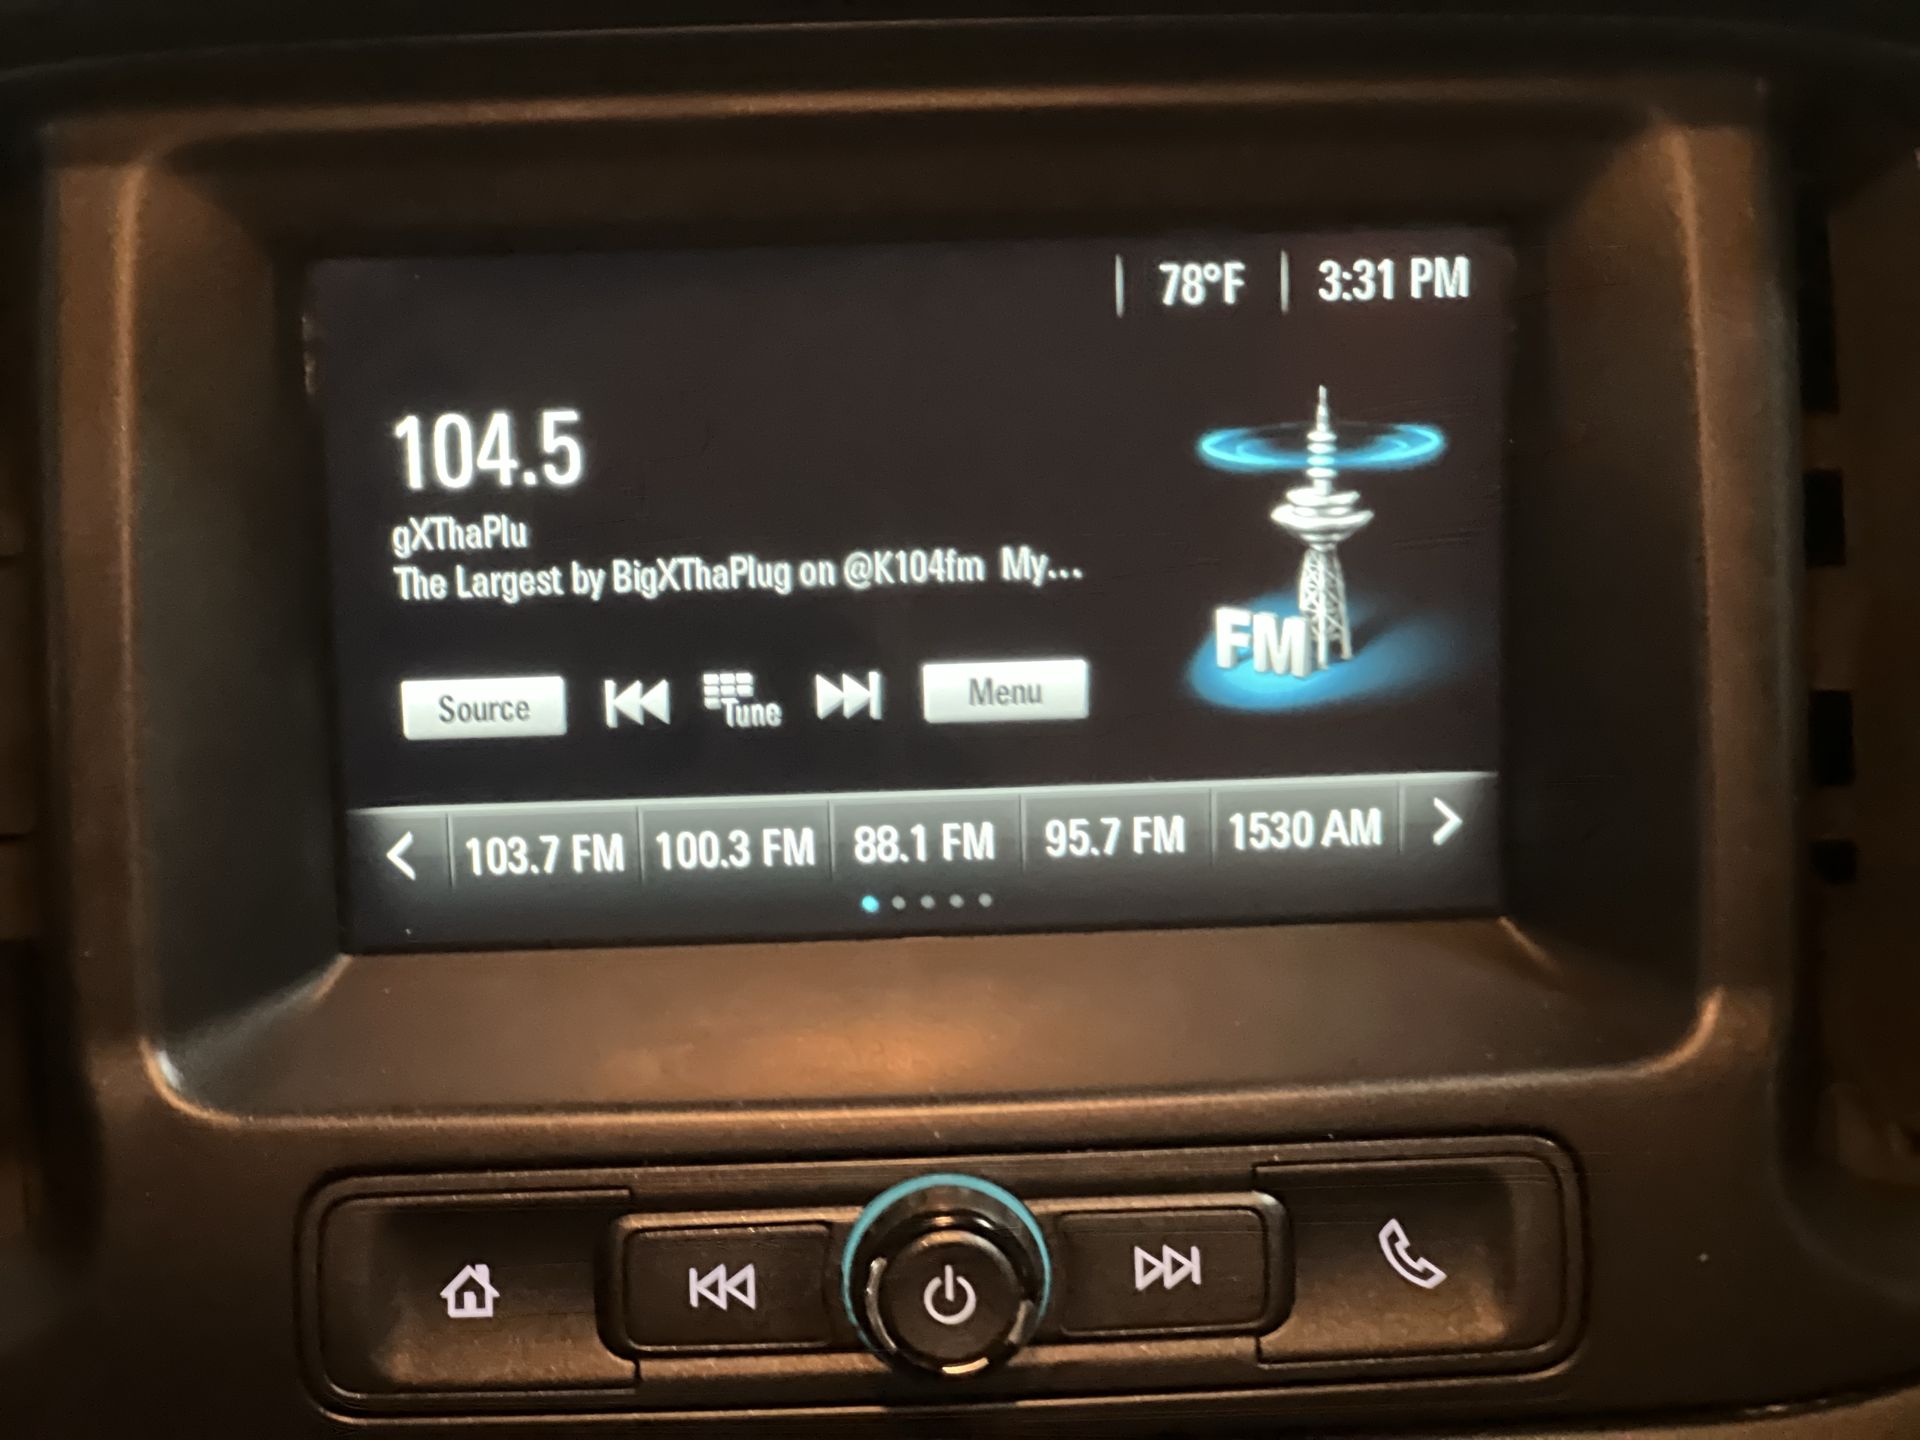 78°F 3:31 PM
104.5
gXThaPlu
The Largest by BigXThaPlug on @K104fm My...
FM
Source Tune Menu
103.7 FM 100.3 FM 88.1 FM 95.7 FM 1530 AM